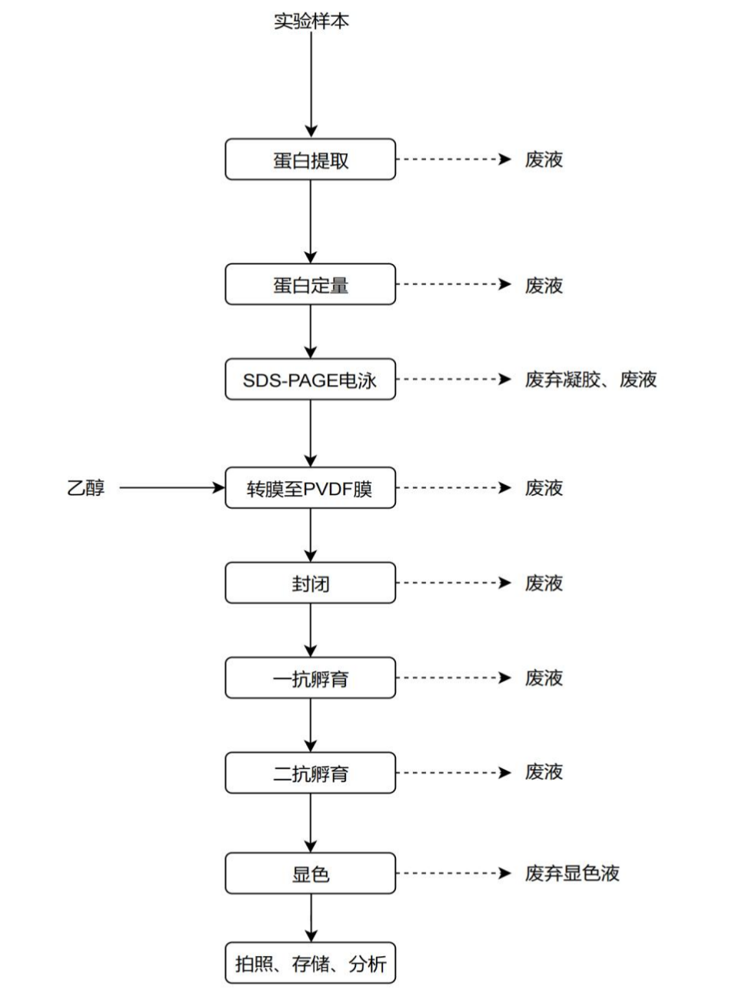 实验样本
蛋白提取
废液
蛋白定量
废液
SDS-PAGE电泳
废弃凝胶、废液
乙醇
转膜至PVDF膜
废液
封闭
废液
一抗孵育
废液
二抗孵育
废液
显色
废弃显色液
拍照、存储、分析